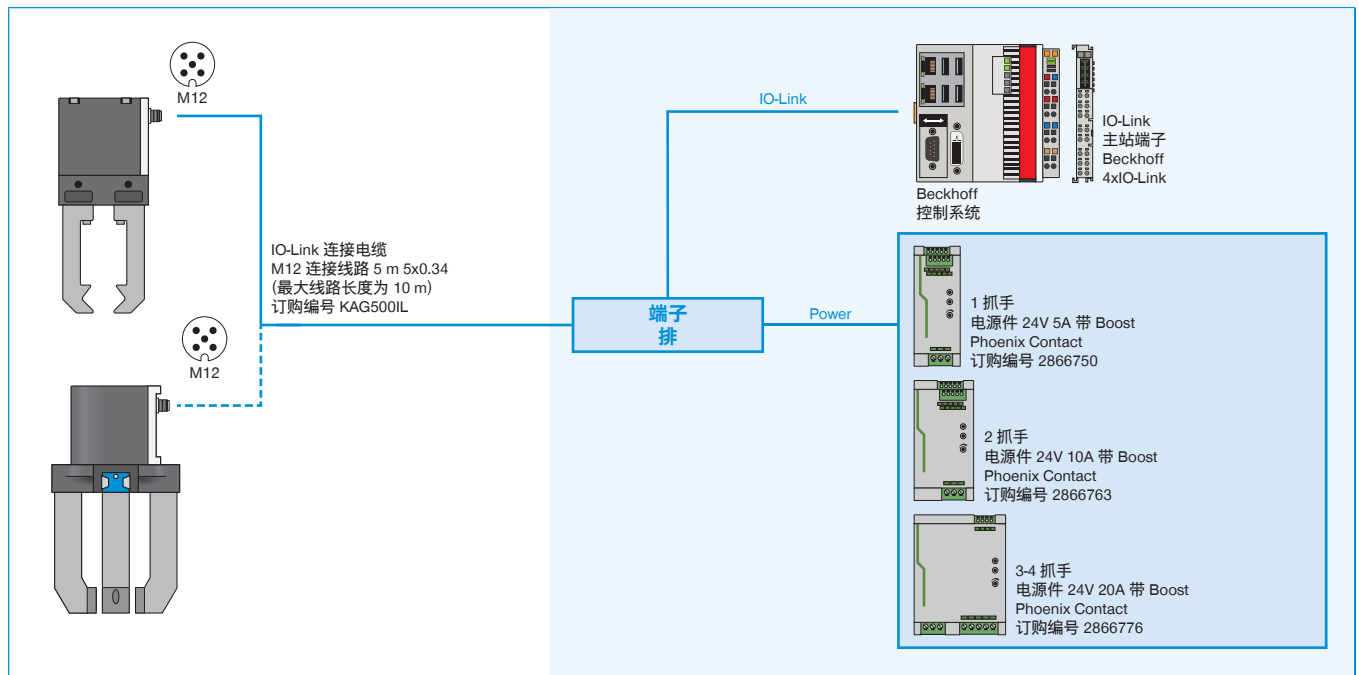 M12
IO-Link 连接电缆
M12 连接线路 5 m 5x0.34
(最大线路长度为 10 m)
订购编号 KAG500IL
M12
端子
排
IO-Link
Power
Beckhoff
控制系统
IO-Link
主站端子
Beckhoff
4xIO-Link
1 抓手
电源件 24V 5A 带 Boost
Phoenix Contact
订购编号 2866750
2 抓手
电源件 24V 10A 带 Boost
Phoenix Contact
订购编号 2866763
3-4 抓手
电源件 24V 20A 带 Boost
Phoenix Contact
订购编号 2866776